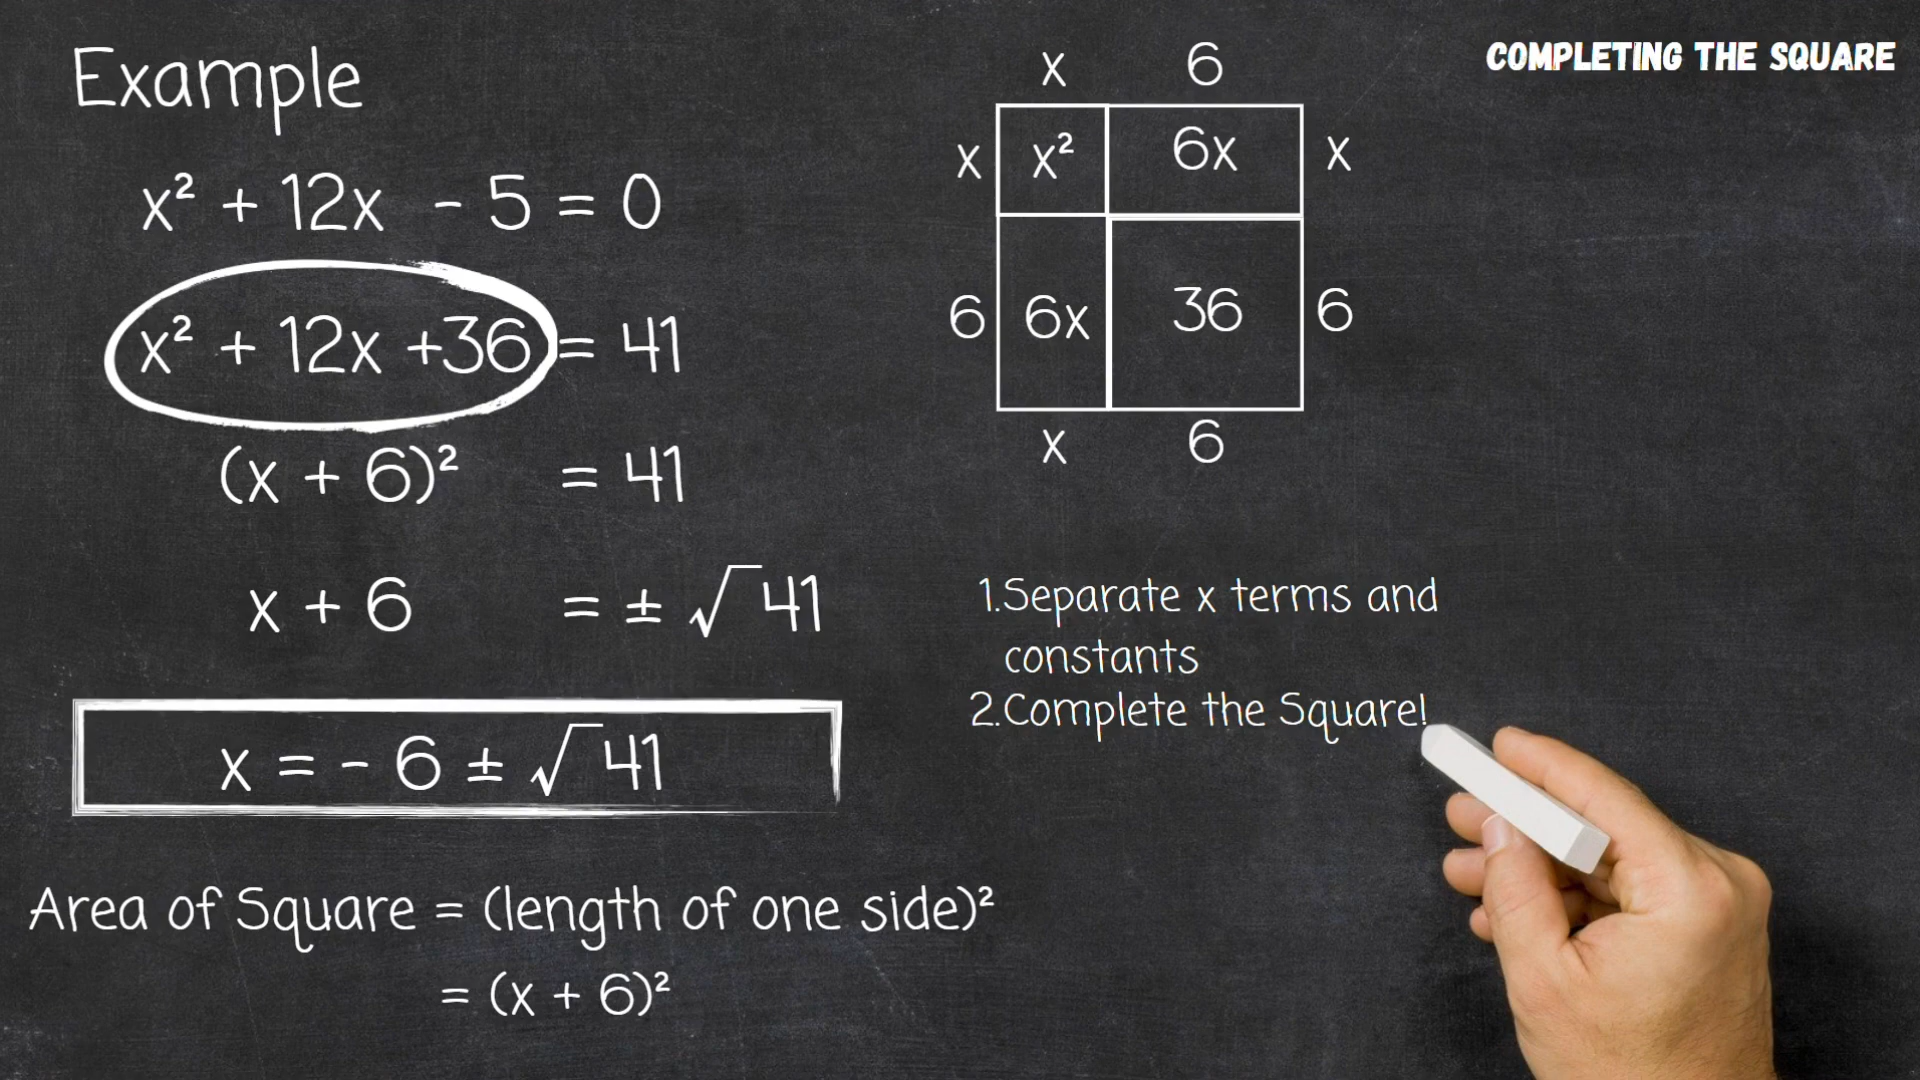 COMPLETING THE SQUARE
Example
x² + 12x - 5 = 0
x² + 12x +36 = 41
(x + 6)² = 41
x + 6 = ± √41
x = - 6 ± √41
Area of Square = (length of one side)²
= (x + 6)²
x 6
x x² 6x x
6 6x 36 6
x 6
1.Separate x terms and
constants
2.Complete the Square!